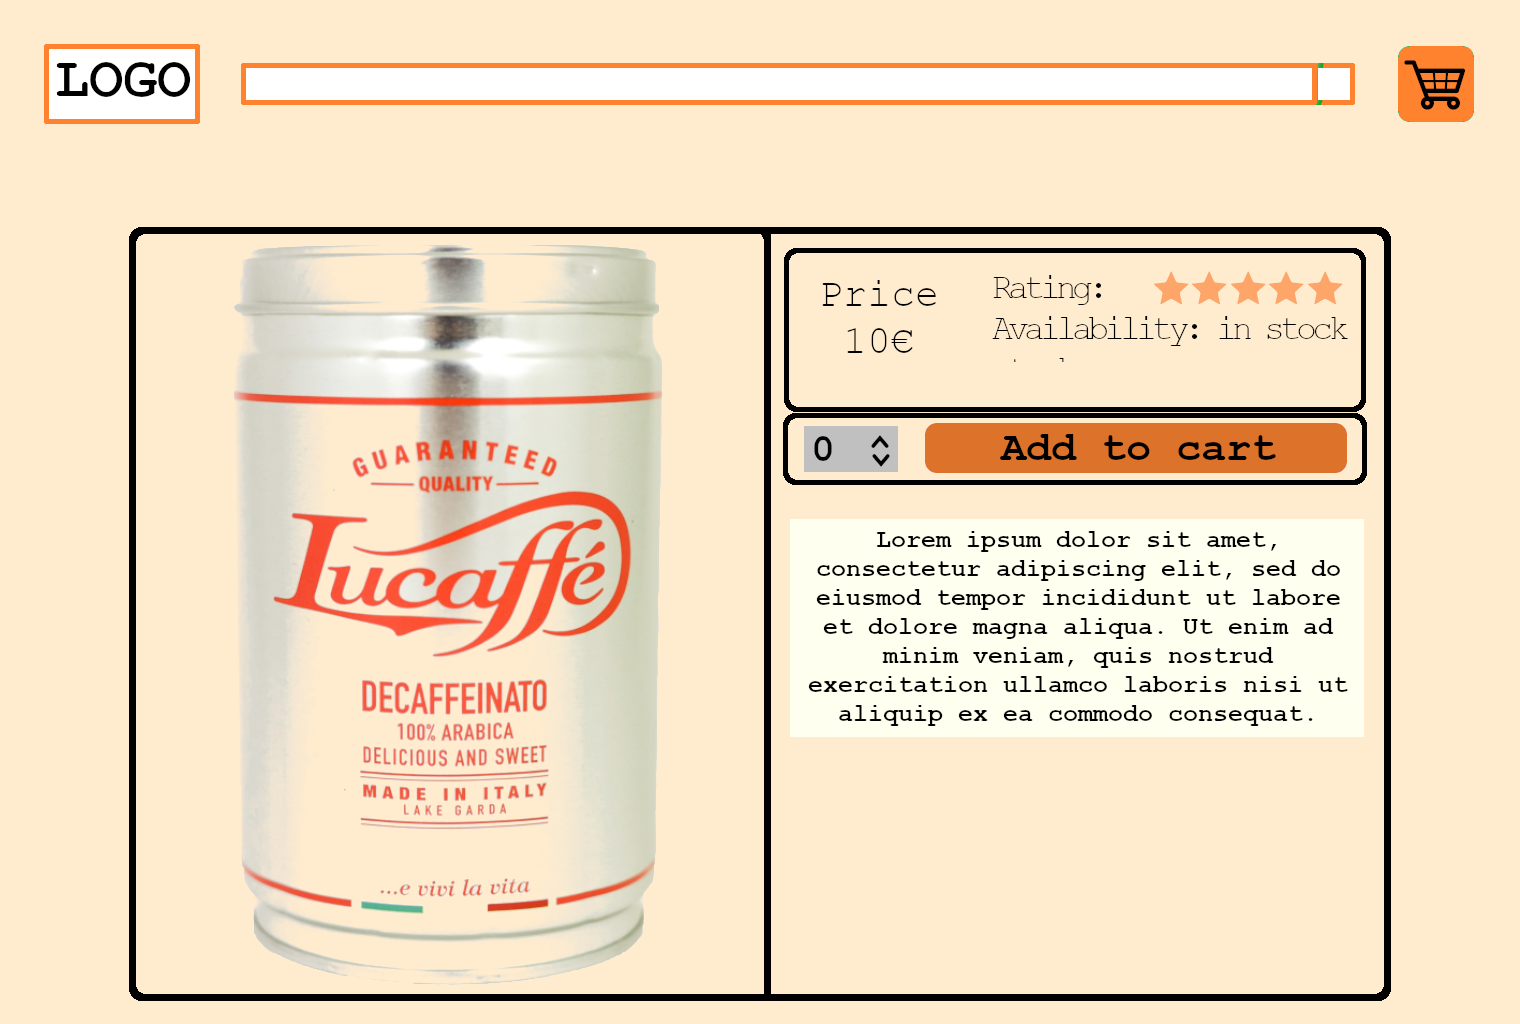 LOGO
GUARANTEED
QUALITY
Lucaffé
DECAFFEINATO
100% ARABICA
DELICIOUS AND SWEET
MADE IN ITALY
LAKE GARDA
...e vivi la vita
Price
10€
Rating:
Availability: in stock
0
Add to cart
Lorem ipsum dolor sit amet,
consectetur adipiscing elit, sed do
eiusmod tempor incididunt ut labore
et dolore magna aliqua. Ut enim ad
minim veniam, quis nostrud
exercitation ullamco laboris nisi ut
aliquip ex ea commodo consequat.